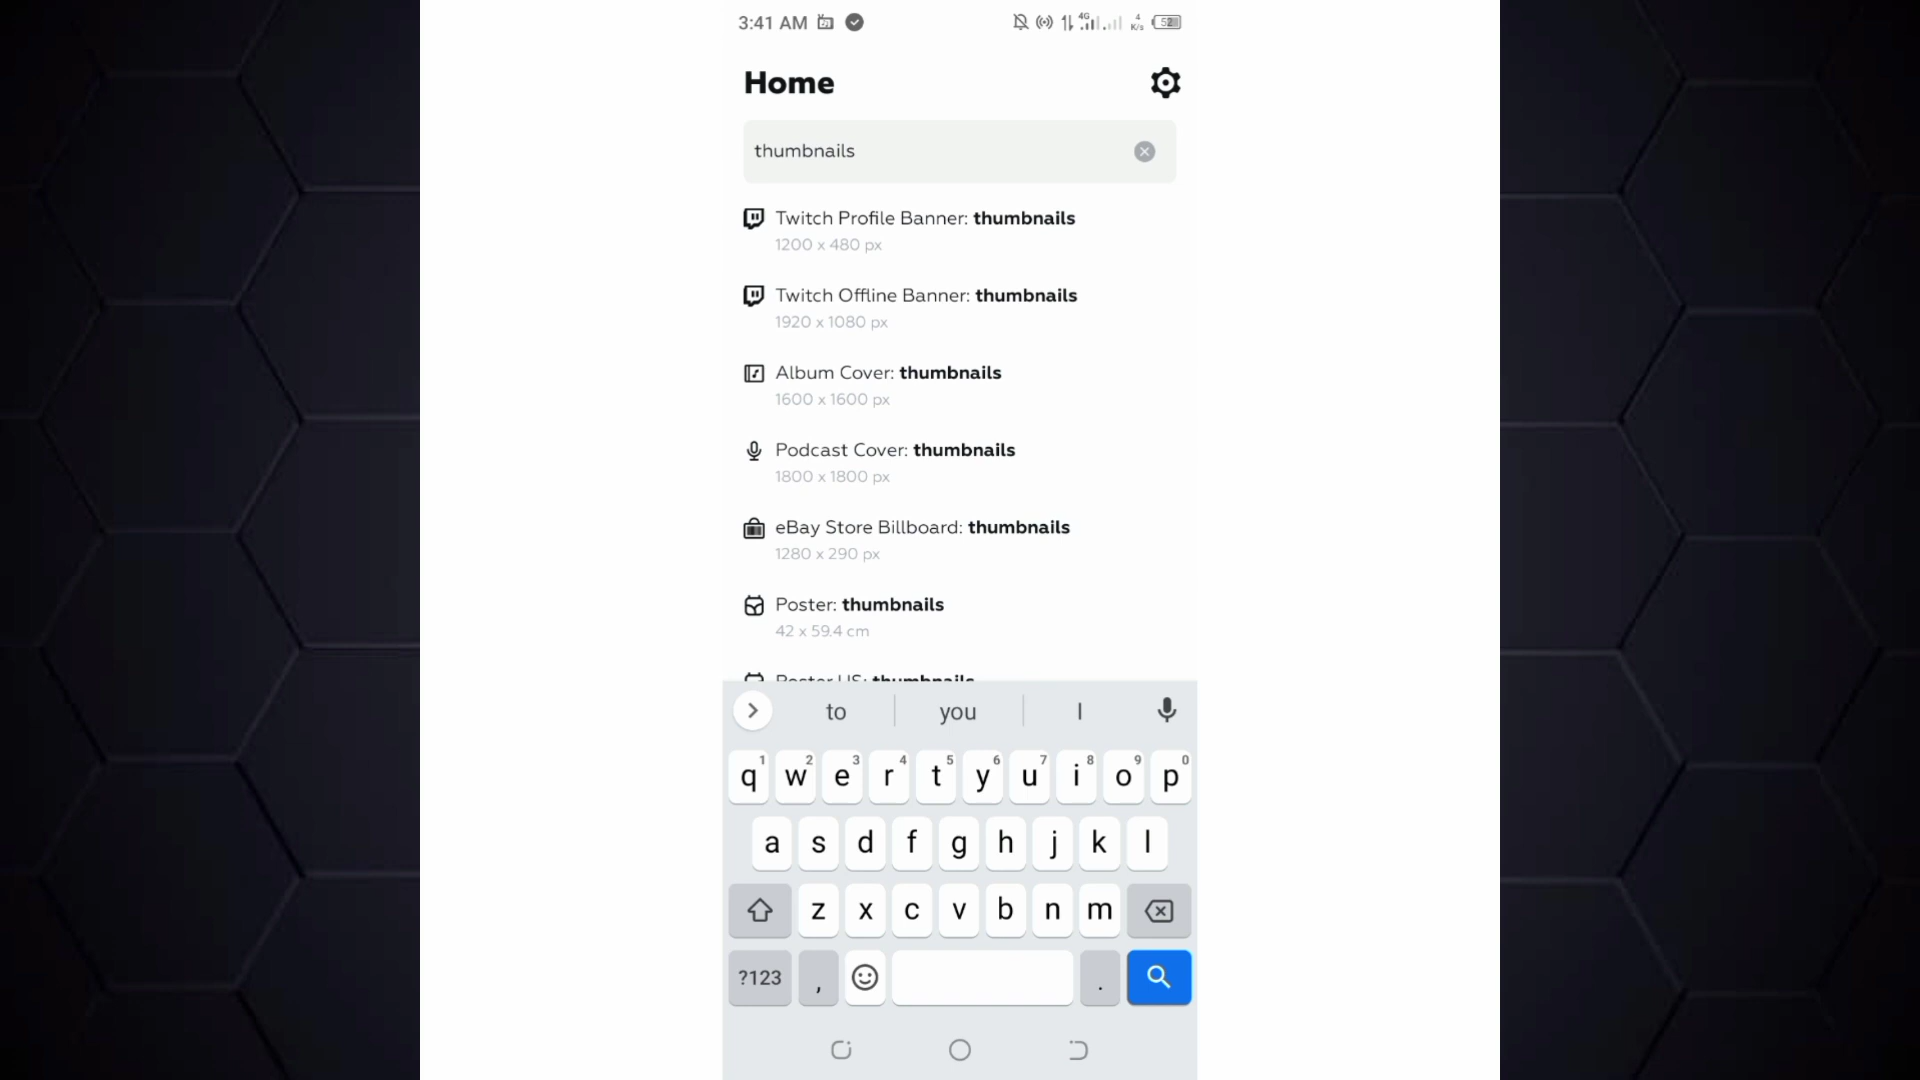 3:41 AM
4G
4
K/s
52
Home
thumbnails
Twitch Profile Banner: thumbnails
1200 x 480 px
Twitch Offline Banner: thumbnails
1920 x 1080 px
Album Cover: thumbnails
1600 x 1600 px
Podcast Cover: thumbnails
1800 x 1800 px
eBay Store Billboard: thumbnails
1280 x 290 px
Poster: thumbnails
42 x 59.4 cm
Poster US: thumbnails
to you I
q1 w2 e3 r4 t5 y6 u7 i8 o9 p0
a s d f g h j k l
z x c v b n m
?123 , .